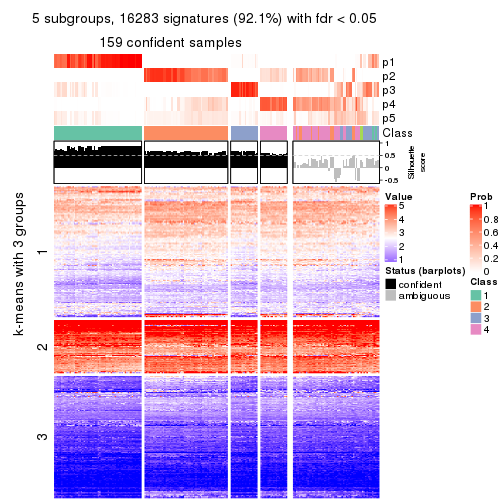 5 subgroups, 16283 signatures (92.1%) with fdr < 0.05
159 confident samples
p1
p2
p3
p4
p5
Class
1
0.5
0
-0.5
Silhouette
score
k-means with 3 groups
1
2
3
Value
5
4
3
2
1
Status (barplots)
confident
ambiguous
Prob
1
0.8
0.6
0.4
0.2
0
Class
1
2
3
4